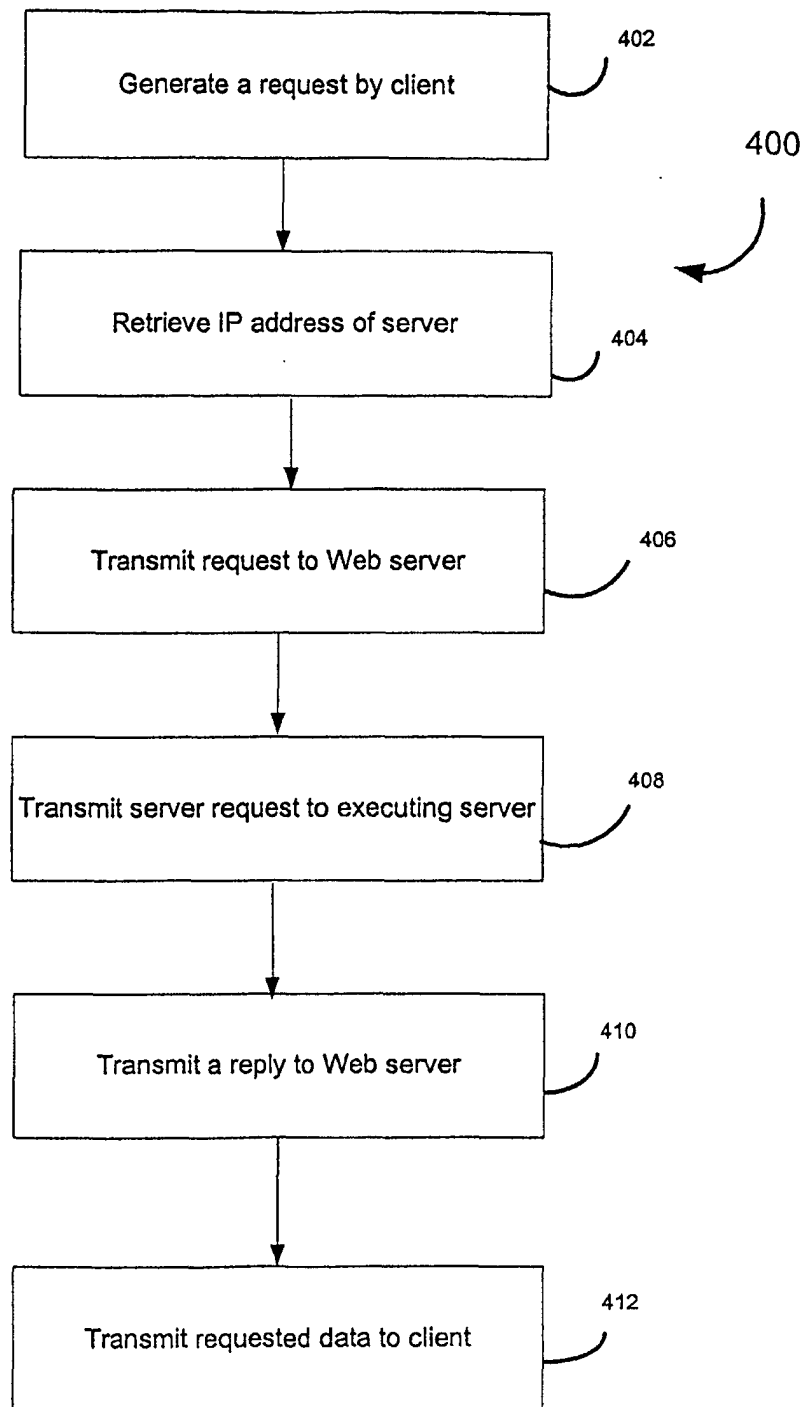 402
Generate a request by client
400
Retrieve IP address of server
404
Transmit request to Web server
406
Transmit server request to executing server
408
Transmit a reply to Web server
410
Transmit requested data to client
412